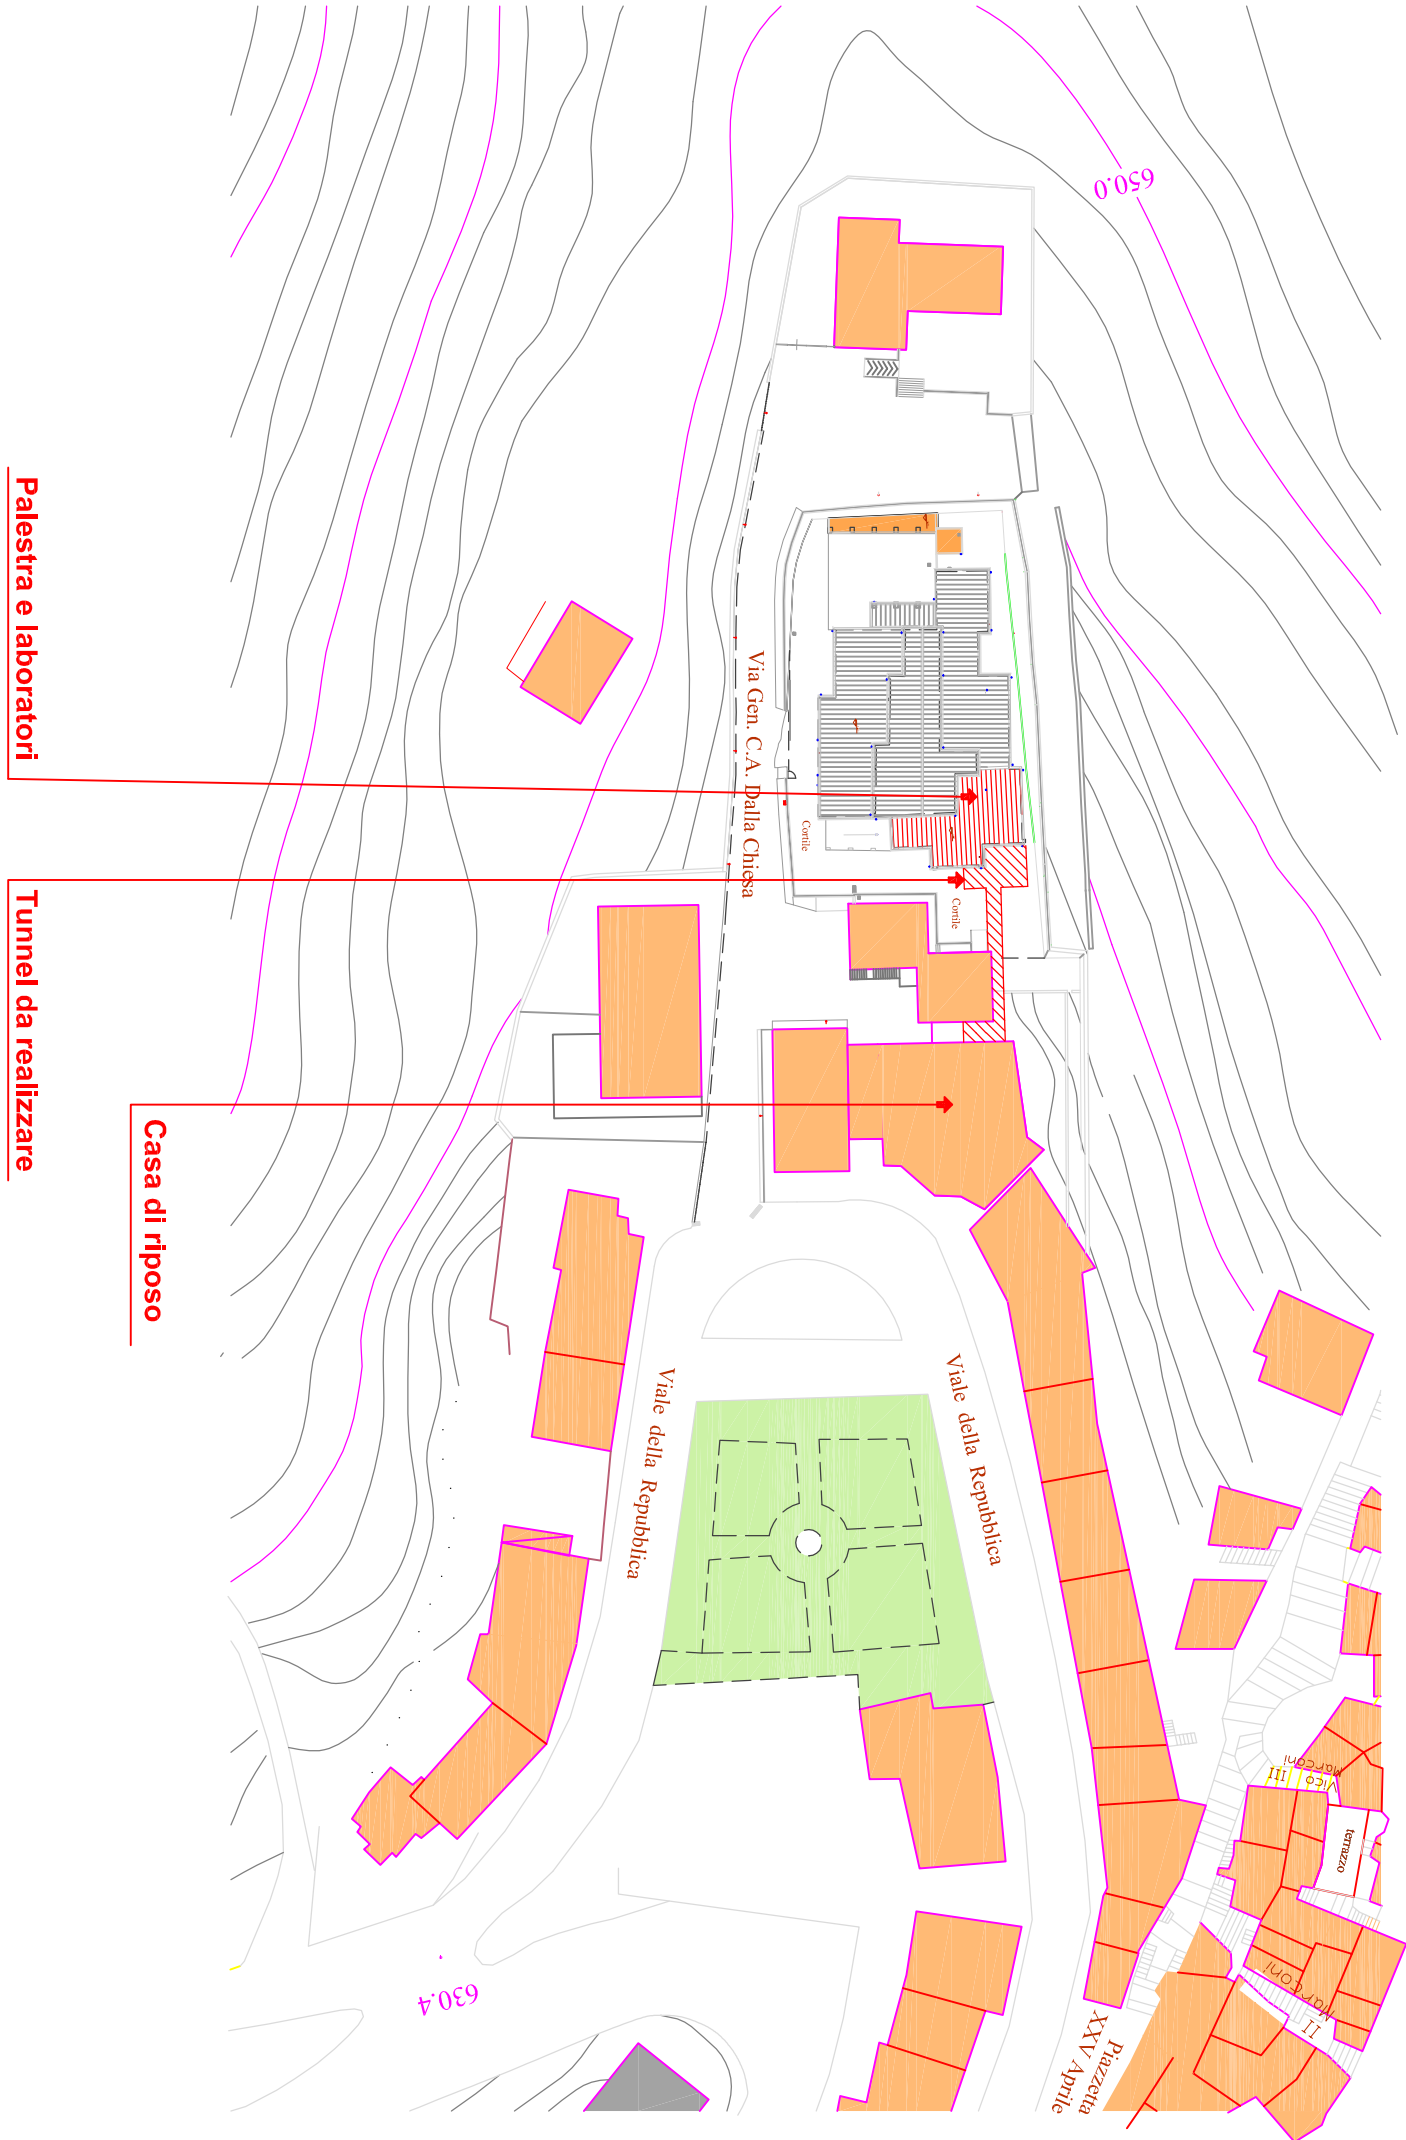 650.0
Palestra e laboratori
Via Gen. C.A. Dalla Chiesa
Cortile
Cortile
Tunnel da realizzare
Casa di riposo
Viale della Repubblica
Viale della Repubblica
Vico
III
Marconi
terrazzo
Marconi
II
630.4
Piazzetta
XXV Aprile